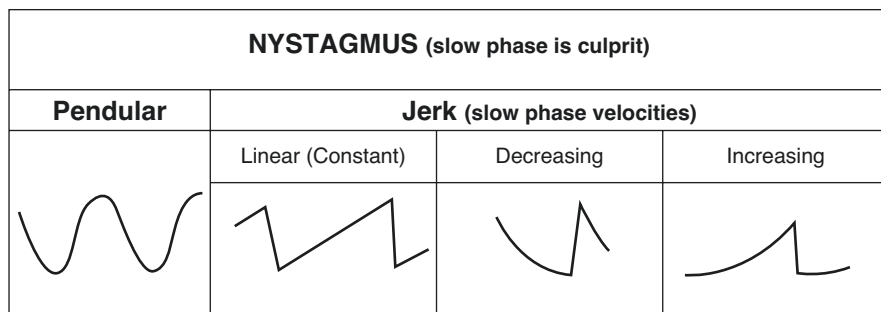 NYSTAGMUS (slow phase is culprit)
Pendular
Jerk (slow phase velocities)
Linear (Constant)
Decreasing
Increasing